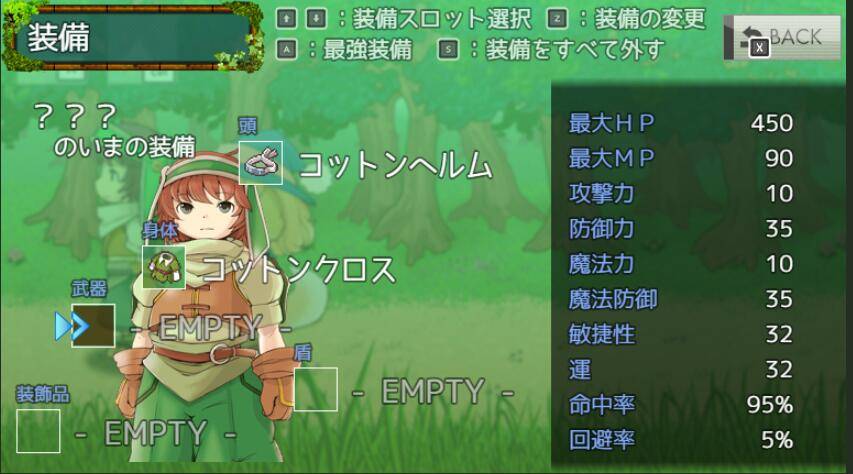 装備
↑ ↓ :装備スロット選択 Z :装備の変更
A :最強装備 S :装備をすべて外す
X BACK
???
のいまの装備
頭
コットンヘルム
身体
コットンクロス
武器
- EMPTY -
盾
- EMPTY -
装飾品
- EMPTY -
最大HP 450
最大MP 90
攻撃力 10
防御力 35
魔法力 10
魔法防御 35
敏捷性 32
運 32
命中率 95%
回避率 5%